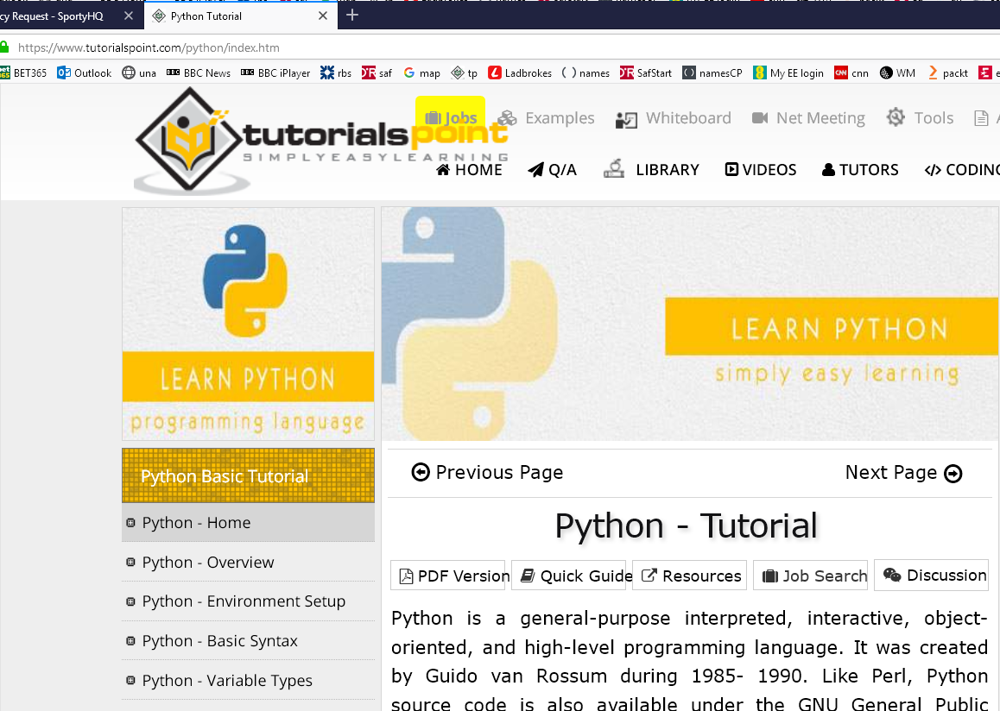 cy Request - SportyHQ
Python Tutorial
https://www.tutorialspoint.com/python/index.htm
bet365 BET365 Outlook una BBC BBC News BBC BBC iPlayer rbs saf map tp Ladbrokes names SafStart namesCP My EE login CNN cnn WM packt
Jobs Examples Whiteboard Net Meeting Tools A
tutorialspoint
SIMPLYEASYLEARNING
HOME Q/A LIBRARY VIDEOS TUTORS CODING
LEARN PYTHON
programming language
LEARN PYTHON
simply easy learning
Python Basic Tutorial
Python - Home
Python - Overview
Python - Environment Setup
Python - Basic Syntax
Python - Variable Types
Previous Page Next Page
Python - Tutorial
PDF Version Quick Guide Resources Job Search Discussion
Python is a general-purpose interpreted, interactive, object-
oriented, and high-level programming language. It was created
by Guido van Rossum during 1985- 1990. Like Perl, Python
source code is also available under the GNU General Public